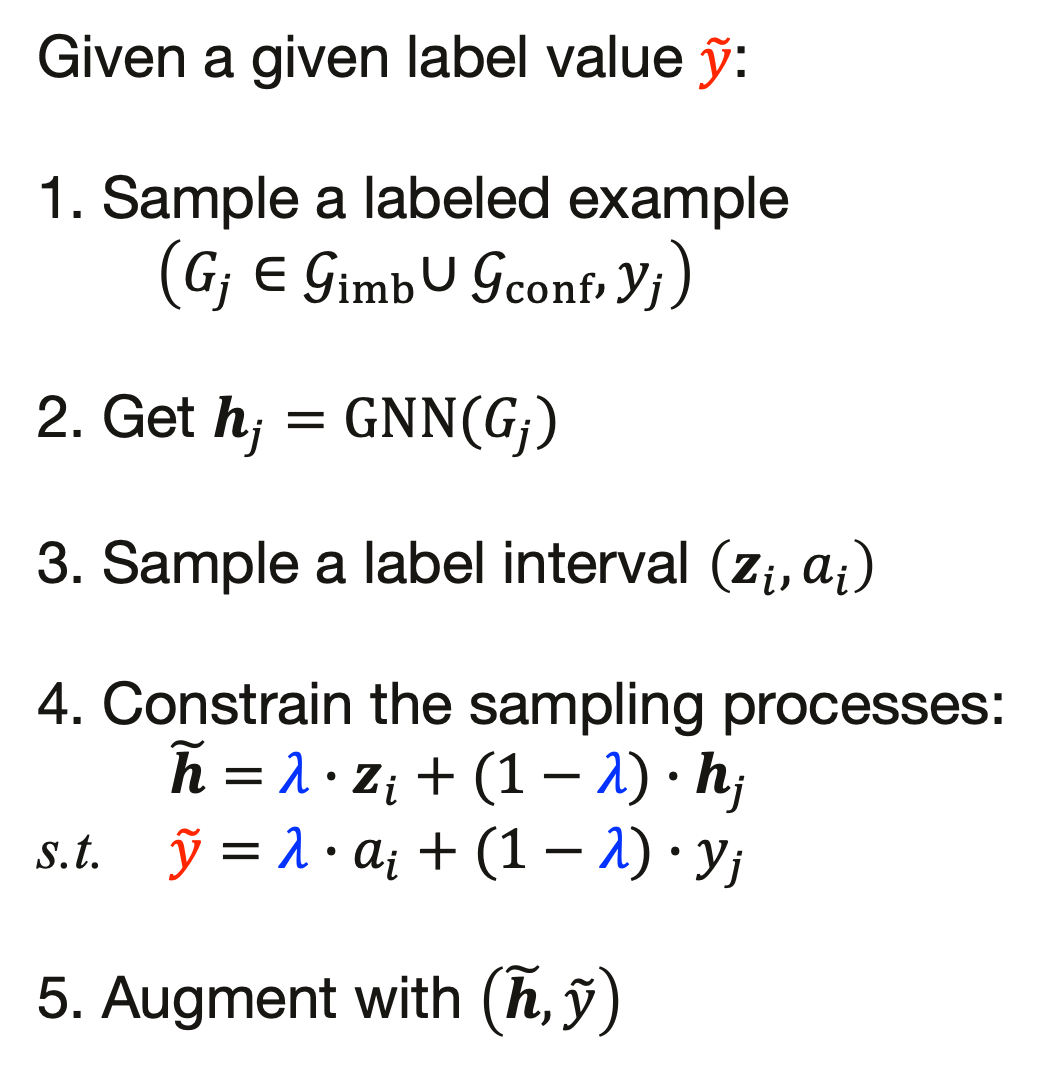 Given a given label value ỹ:
1. Sample a labeled example
(G_j ∈ 𝒢_imb ∪ 𝒢_conf, y_j)
2. Get 𝒉_j = GNN(G_j)
3. Sample a label interval (𝒛_i, a_i)
4. Constrain the sampling processes:
𝒉̃ = λ · 𝒛_i + (1 − λ) · 𝒉_j
s.t. ỹ = λ · a_i + (1 − λ) · y_j
5. Augment with (𝒉̃, ỹ)